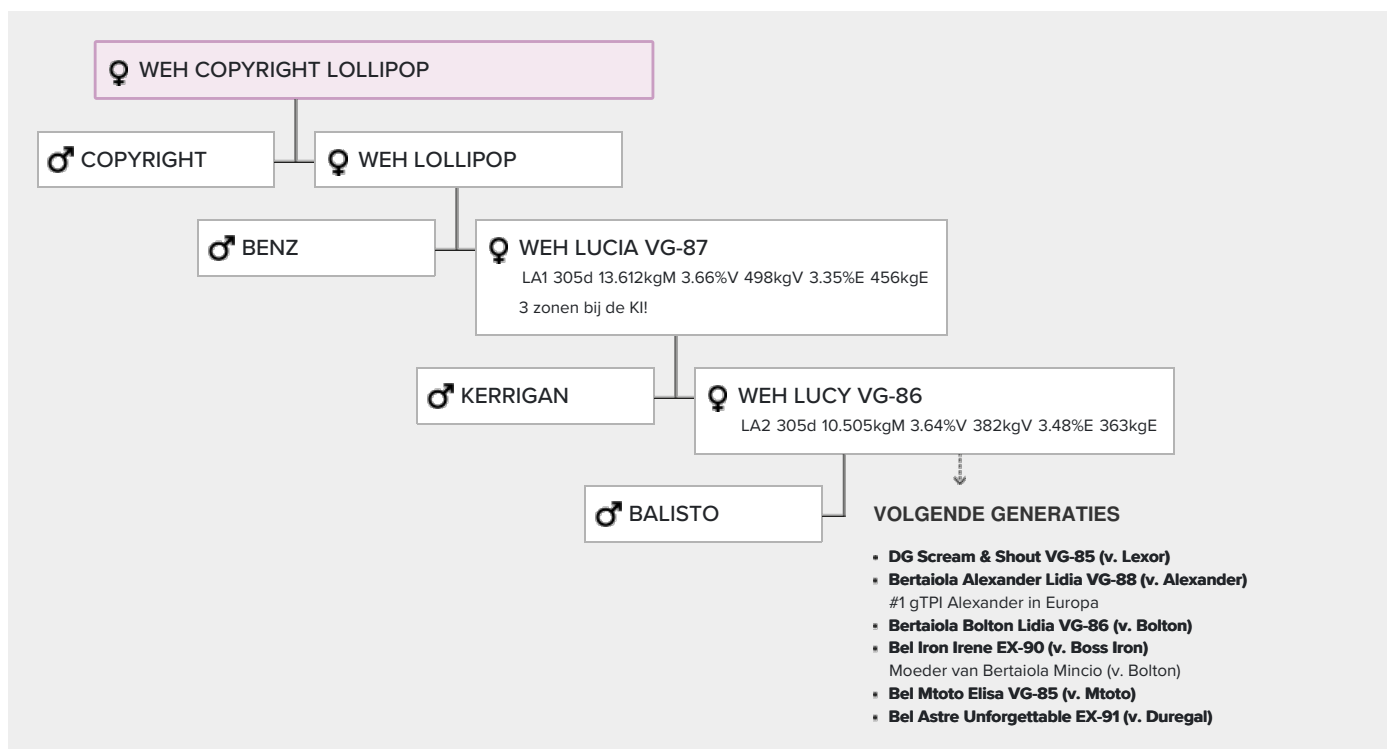 WEH COPYRIGHT LOLLIPOP
COPYRIGHT
WEH LOLLIPOP
BENZ
WEH LUCIA VG-87
LA1 305d 13.612kgM 3.66%V 498kgV 3.35%E 456kgE
3 zonen bij de KI!
KERRIGAN
WEH LUCY VG-86
LA2 305d 10.505kgM 3.64%V 382kgV 3.48%E 363kgE
BALISTO
VOLGENDE GENERATIES
DG Scream & Shout VG-85 (v. Lexor)
Bertaiola Alexander Lidia VG-88 (v. Alexander)
#1 gTPI Alexander in Europa
Bertaiola Bolton Lidia VG-86 (v. Bolton)
Bel Iron Irene EX-90 (v. Boss Iron)
Moeder van Bertaiola Mincio (v. Bolton)
Bel Mtoto Elisa VG-85 (v. Mtoto)
Bel Astre Unforgettable EX-91 (v. Duregal)